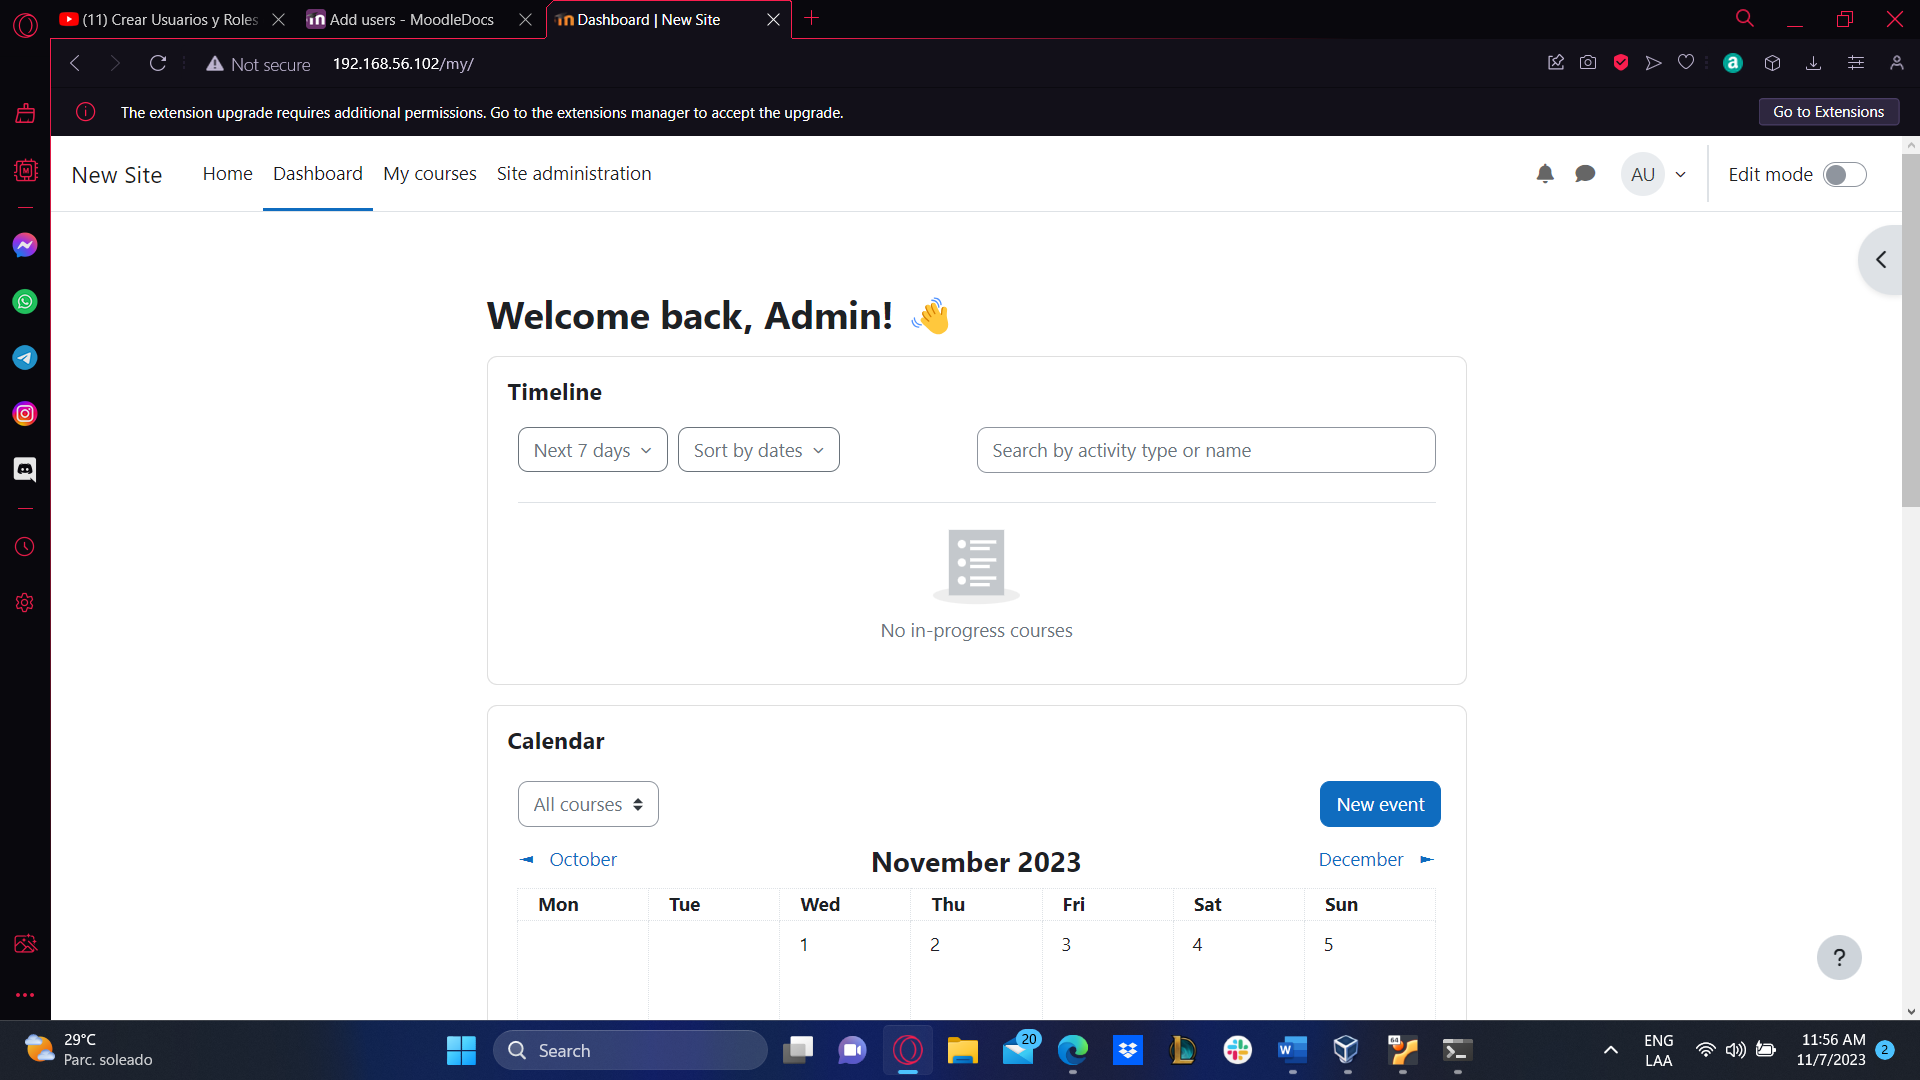 (11) Crear Usuarios y Roles
Add users - MoodleDocs
Dashboard | New Site
Not secure
192.168.56.102/my/
The extension upgrade requires additional permissions. Go to the extensions manager to accept the upgrade.
Go to Extensions
New Site
Home
Dashboard
My courses
Site administration
AU
Edit mode
Welcome back, Admin! 👋
Timeline
Next 7 days
Sort by dates
Search by activity type or name
No in-progress courses
Calendar
All courses
New event
◄ October
November 2023
December ►
Mon Tue Wed Thu Fri Sat Sun
1 2 3 4 5
?
29°C
Parc. soleado
Search
20
64
ENG
LAA
11:56 AM
11/7/2023
2